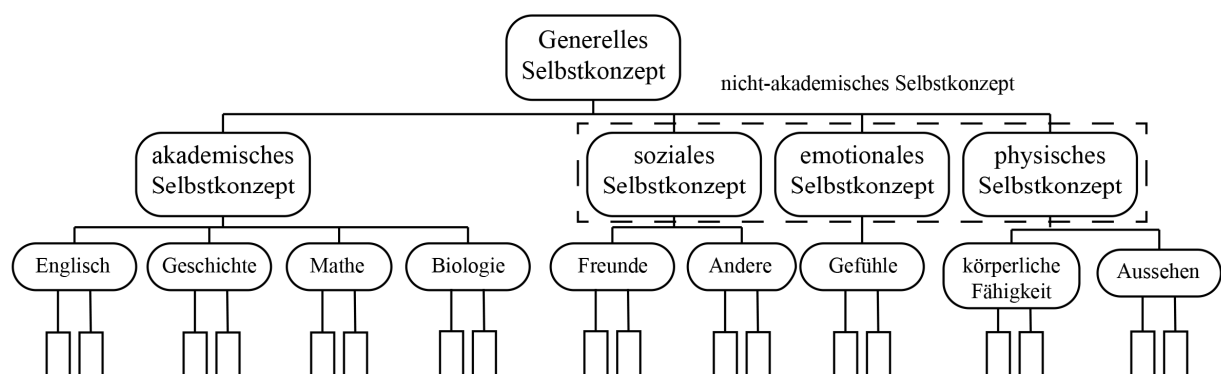 Generelles
Selbstkonzept
nicht-akademisches Selbstkonzept
akademisches
Selbstkonzept
soziales
Selbstkonzept
emotionales
Selbstkonzept
physisches
Selbstkonzept
Englisch
Geschichte
Mathe
Biologie
Freunde
Andere
Gefühle
körperliche
Fähigkeit
Aussehen